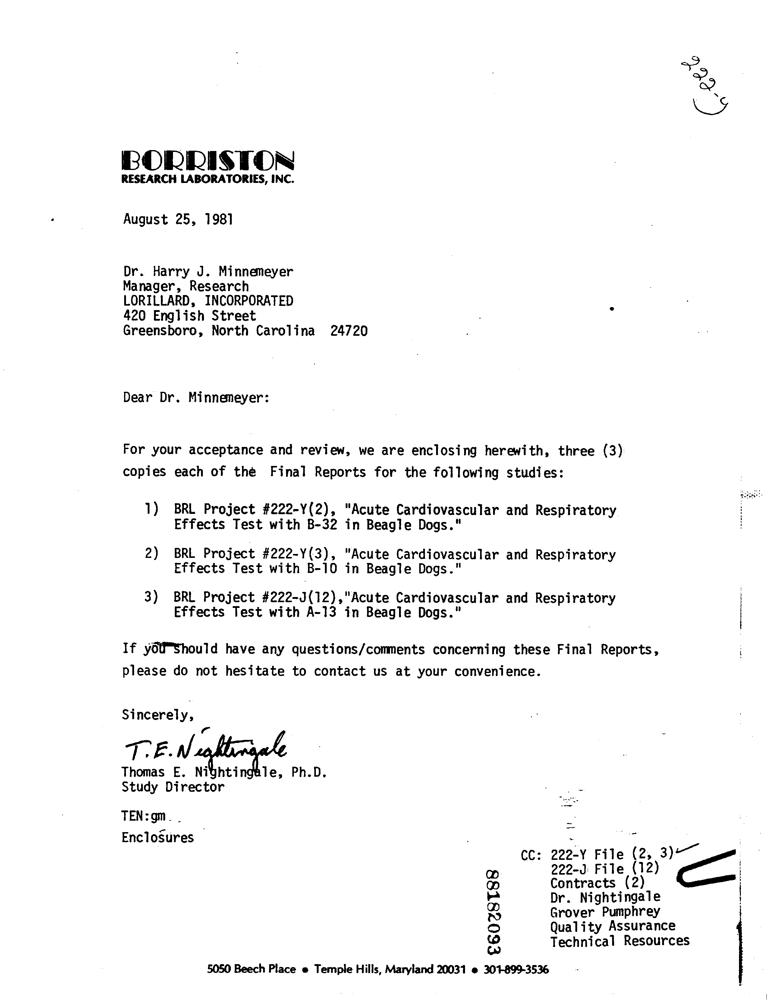 222-y
BORRISTON
RESEARCH LABORATORIES, INC.
August 25, 1981
Dr. Harry J. Minnemeyer
Manager, Research
LORILLARD, INCORPORATED
420 English Street
Greensboro, North Carolina 24720
Dear Dr. Minnemeyer:
For your acceptance and review, we are enclosing herewith, three (3)
copies each of the Final Reports for the following studies:
1) BRL Project #222-Y(2), "Acute Cardiovascular and Respiratory
Effects Test with B-32 in Beagle Dogs."
2) BRL Project #222-Y(3), "Acute Cardiovascular and Respiratory
Effects Test with B-10 in Beagle Dogs."
3) BRL Project #222-J(12),"Acute Cardiovascular and Respiratory
Effects Test with A-13 in Beagle Dogs."
If you should have any questions/comments concerning these Final Reports,
please do not hesitate to contact us at your convenience.
Sincerely,
T.E. Nightingale
Thomas E. Nightingale, Ph.D.
Study Director
TEN:gm
Enclosures
CC: 222-Y File (2, 3)
222-J File (12)
Contracts (2)
Dr. Nightingale
Grover Pumphrey
Quality Assurance
Technical Resources
88182093
5050 Beech Place • Temple Hills, Maryland 20031 • 301-899-3536